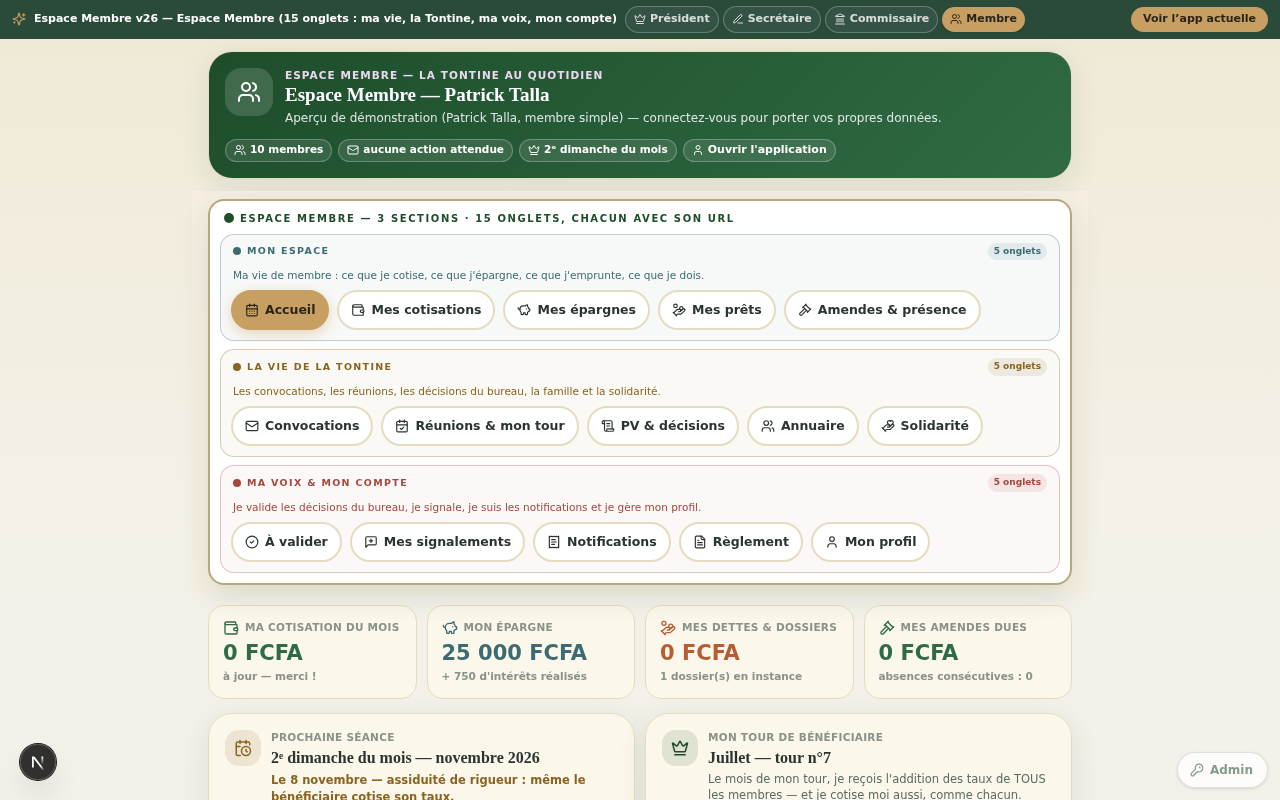 Espace Membre v26 — Espace Membre (15 onglets : ma vie, la Tontine, ma voix, mon compte)
Président
Secrétaire
Commissaire
Membre
Voir l’app actuelle
ESPACE MEMBRE — LA TONTINE AU QUOTIDIEN
Espace Membre — Patrick Talla
Aperçu de démonstration (Patrick Talla, membre simple) — connectez-vous pour porter vos propres données.
10 membres
aucune action attendue
2ᵉ dimanche du mois
Ouvrir l'application
ESPACE MEMBRE — 3 SECTIONS · 15 ONGLETS, CHACUN AVEC SON URL
MON ESPACE
5 onglets
Ma vie de membre : ce que je cotise, ce que j'épargne, ce que j'emprunte, ce que je dois.
Accueil
Mes cotisations
Mes épargnes
Mes prêts
Amendes & présence
LA VIE DE LA TONTINE
5 onglets
Les convocations, les réunions, les décisions du bureau, la famille et la solidarité.
Convocations
Réunions & mon tour
PV & décisions
Annuaire
Solidarité
MA VOIX & MON COMPTE
5 onglets
Je valide les décisions du bureau, je signale, je suis les notifications et je gère mon profil.
À valider
Mes signalements
Notifications
Règlement
Mon profil
MA COTISATION DU MOIS
0 FCFA
à jour — merci !
MON ÉPARGNE
25 000 FCFA
+ 750 d'intérêts réalisés
MES DETTES & DOSSIERS
0 FCFA
1 dossier(s) en instance
MES AMENDES DUES
0 FCFA
absences consécutives : 0
PROCHAINE SÉANCE
2ᵉ dimanche du mois — novembre 2026
Le 8 novembre — assiduité de rigueur : même le
bénéficiaire cotise son taux.
MON TOUR DE BÉNÉFICIAIRE
Juillet — tour n°7
Le mois de mon tour, je reçois l'addition des taux de TOUS
les membres — et je cotise moi aussi, comme chacun.
N
Admin